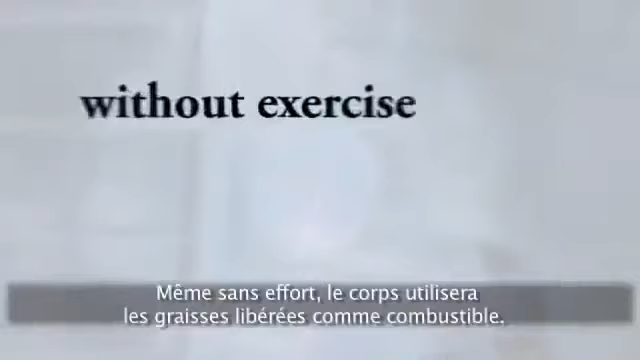 without exercise
Même sans effort, le corps utilisera
les graisses libérées comme combustible.